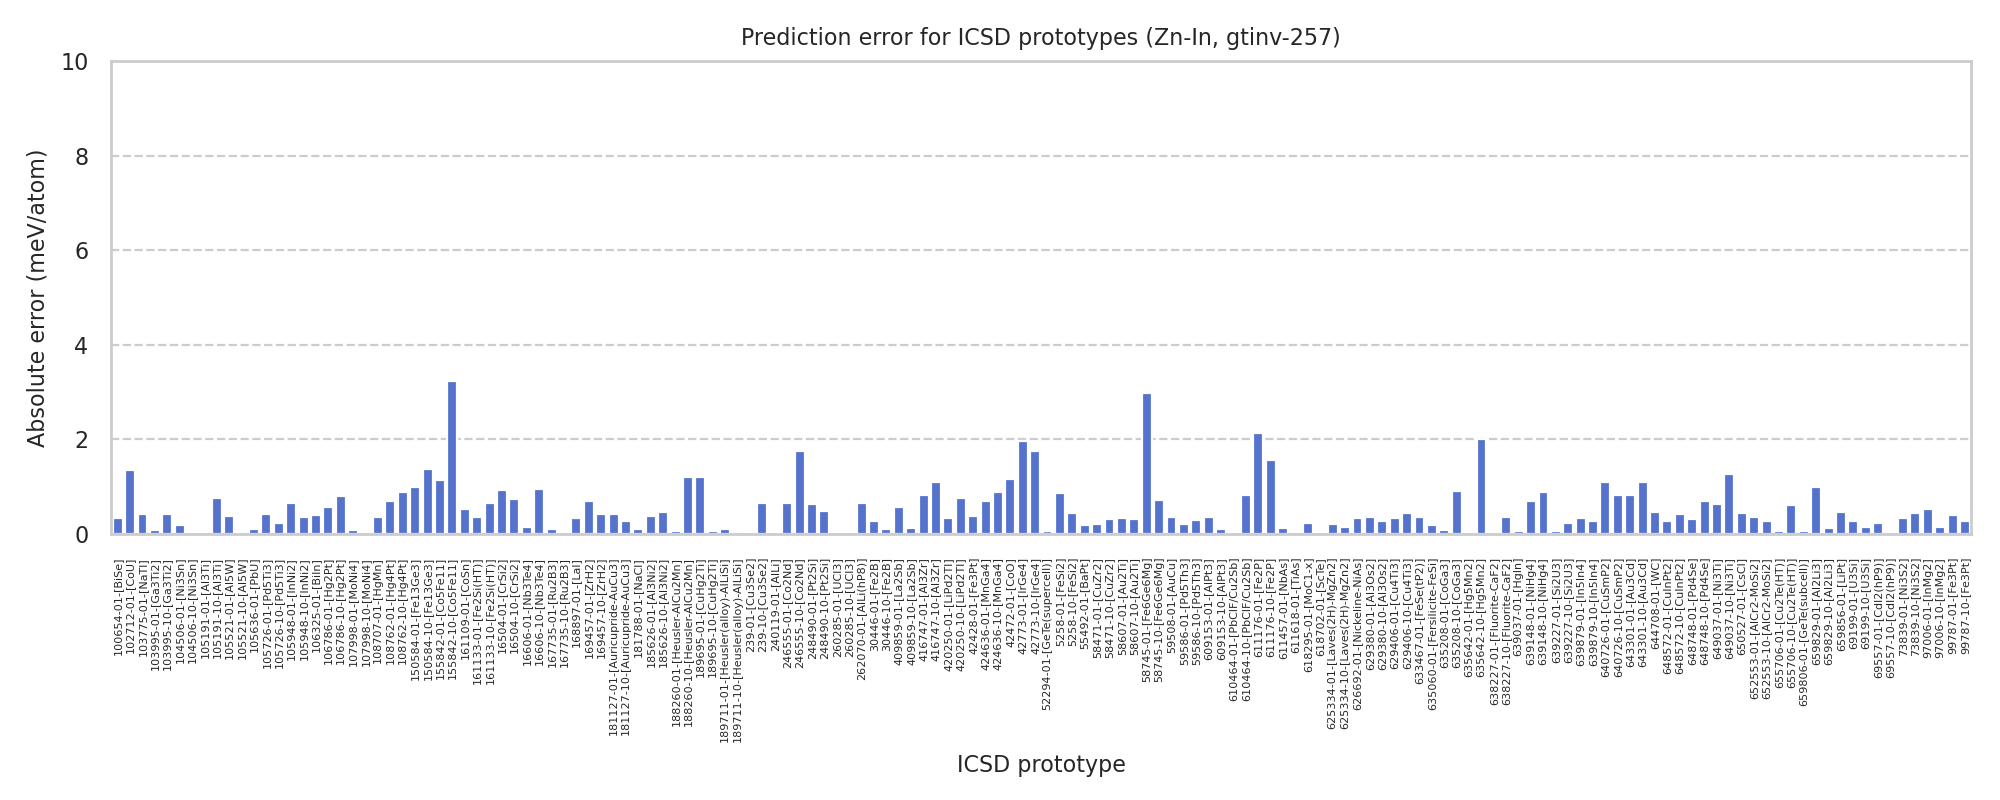 Prediction error for ICSD prototypes (Zn-In, gtinv-257)
Absolute error (meV/atom)
10
8
6
4
2
0
100654-01-[BiSe]
102712-01-[CoU]
103775-01-[NaTl]
103995-01-[Ga3Ti2]
103995-10-[Ga3Ti2]
104506-01-[Ni3Sn]
104506-10-[Ni3Sn]
105191-01-[Al3Ti]
105191-10-[Al3Ti]
105521-01-[Al5W]
105521-10-[Al5W]
105636-01-[PbU]
105726-01-[Pd5Ti3]
105726-10-[Pd5Ti3]
105948-01-[InNi2]
105948-10-[InNi2]
106325-01-[BiIn]
106786-01-[Hg2Pt]
106786-10-[Hg2Pt]
107998-01-[MoNi4]
107998-10-[MoNi4]
108707-01-[HgMn]
108762-01-[Hg4Pt]
108762-10-[Hg4Pt]
150584-01-[Fe13Ge3]
150584-10-[Fe13Ge3]
155842-01-[Co5Fe11]
155842-10-[Co5Fe11]
161109-01-[CoSn]
161133-01-[Fe2Si(HT)]
161133-10-[Fe2Si(HT)]
16504-01-[CrSi2]
16504-10-[CrSi2]
16606-01-[Nb3Te4]
16606-10-[Nb3Te4]
167735-01-[Ru2B3]
167735-10-[Ru2B3]
168897-01-[LaI]
169457-01-[ZrH2]
169457-10-[ZrH2]
181127-01-[Auricupride-AuCu3]
181127-10-[Auricupride-AuCu3]
181788-01-[NaCl]
185626-01-[Al3Ni2]
185626-10-[Al3Ni2]
188260-01-[Heusler-AlCu2Mn]
188260-10-[Heusler-AlCu2Mn]
189695-01-[CuHg2Ti]
189695-10-[CuHg2Ti]
189711-01-[Heusler(alloy)-AlLiSi]
189711-10-[Heusler(alloy)-AlLiSi]
239-01-[Cu3Se2]
239-10-[Cu3Se2]
240119-01-[AlLi]
246555-01-[Co2Nd]
246555-10-[Co2Nd]
248490-01-[Pt2Si]
248490-10-[Pt2Si]
260285-01-[UCl3]
260285-10-[UCl3]
262070-01-[AlLi(hP8)]
30446-01-[Fe2B]
30446-10-[Fe2B]
409859-01-[La2Sb]
409859-10-[La2Sb]
416747-01-[Al3Zr]
416747-10-[Al3Zr]
420250-01-[LiPd2Tl]
420250-10-[LiPd2Tl]
42428-01-[Fe3Pt]
424636-01-[MnGa4]
424636-10-[MnGa4]
42472-01-[CoO]
42773-01-[IrGe4]
42773-10-[IrGe4]
52294-01-[GeTe(supercell)]
5258-01-[FeSi2]
5258-10-[FeSi2]
55492-01-[BaPt]
58471-01-[CuZr2]
58471-10-[CuZr2]
58607-01-[Au2Ti]
58607-10-[Au2Ti]
58745-01-[Fe6Ge6Mg]
58745-10-[Fe6Ge6Mg]
59508-01-[AuCu]
59586-01-[Pd5Th3]
59586-10-[Pd5Th3]
609153-01-[AlPt3]
609153-10-[AlPt3]
610464-01-[PbClF/Cu2Sb]
610464-10-[PbClF/Cu2Sb]
611176-01-[Fe2P]
611176-10-[Fe2P]
611457-01-[NbAs]
611618-01-[TiAs]
618295-01-[MoC1-x]
618702-01-[ScTe]
625334-01-[Laves(2H)-MgZn2]
625334-10-[Laves(2H)-MgZn2]
626692-01-[Nickeline-NiAs]
629380-01-[Al3Os2]
629380-10-[Al3Os2]
629406-01-[Cu4Ti3]
629406-10-[Cu4Ti3]
633467-01-[FeSe(tP2)]
635060-01-[Fersilicite-FeSi]
635208-01-[CoGa3]
635208-10-[CoGa3]
635642-01-[Hg5Mn2]
635642-10-[Hg5Mn2]
638227-01-[Fluorite-CaF2]
638227-10-[Fluorite-CaF2]
639037-01-[HgIn]
639148-01-[NiHg4]
639148-10-[NiHg4]
639227-01-[Si2U3]
639227-10-[Si2U3]
639879-01-[In5In4]
639879-10-[In5In4]
640726-01-[CuSmP2]
640726-10-[CuSmP2]
643301-01-[Au3Cd]
643301-10-[Au3Cd]
644708-01-[WC]
648572-01-[CuInPt2]
648572-10-[CuInPt2]
648748-01-[Pd4Se]
648748-10-[Pd4Se]
649037-01-[Ni3Ti]
649037-10-[Ni3Ti]
650527-01-[CsCl]
652553-01-[AlCr2-MoSi2]
652553-10-[AlCr2-MoSi2]
655706-01-[Cu2Te(HT)]
655706-10-[Cu2Te(HT)]
659806-01-[GeTe(subcell)]
659829-01-[Al2Li3]
659829-10-[Al2Li3]
659856-01-[LiPt]
69199-01-[U3Si]
69199-10-[U3Si]
69557-01-[CdI2(hP9)]
69557-10-[CdI2(hP9)]
73839-01-[Ni3S2]
73839-10-[Ni3S2]
97006-01-[InMg2]
97006-10-[InMg2]
99787-01-[Fe3Pt]
99787-10-[Fe3Pt]
ICSD prototype